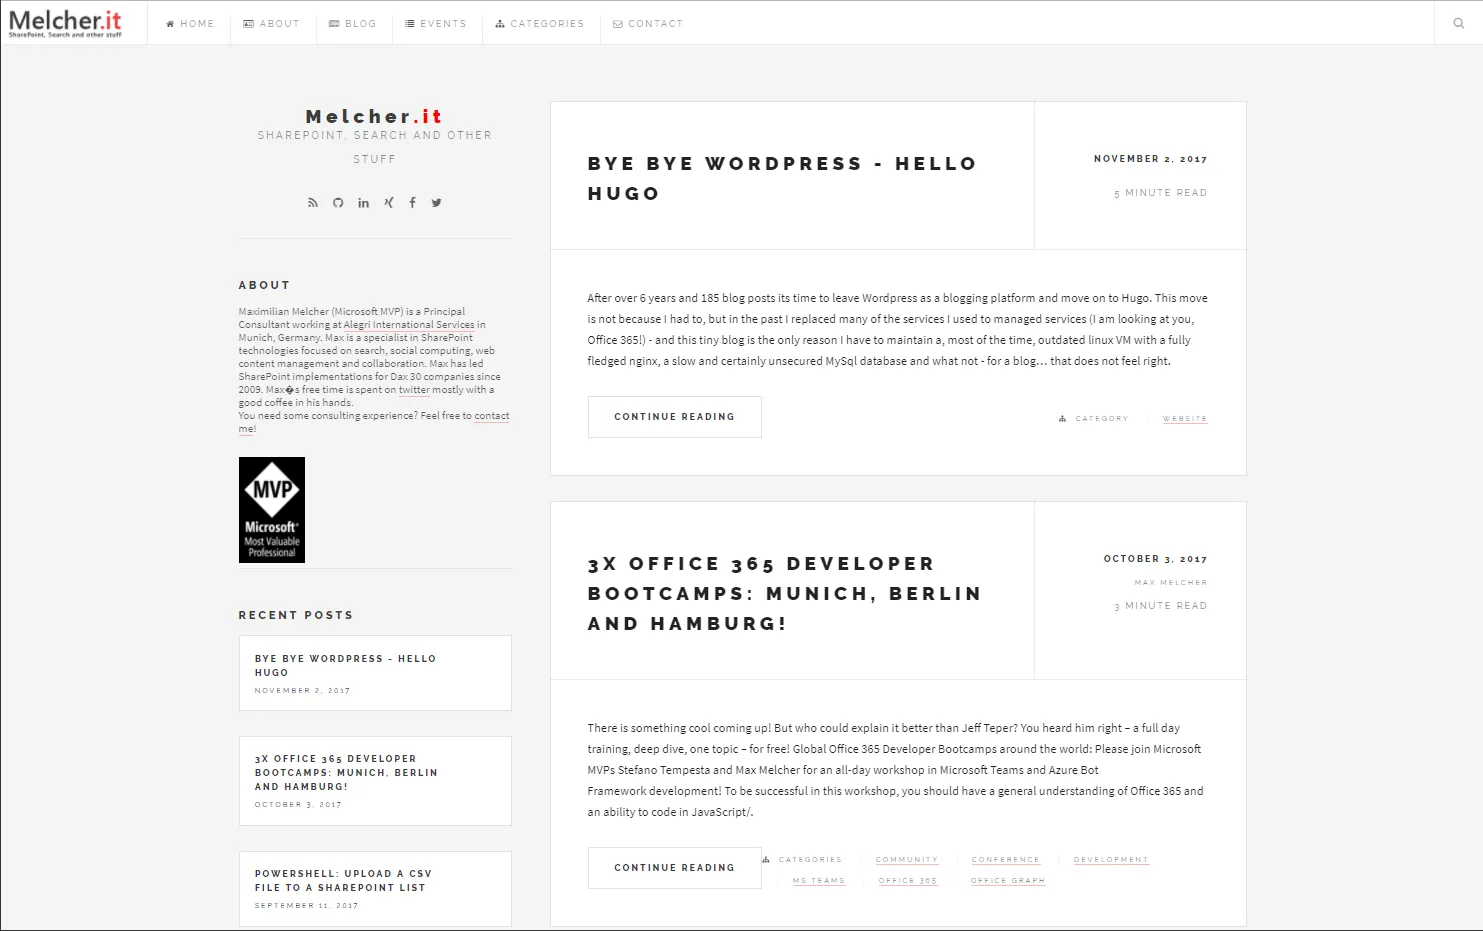 Melcher.it
SharePoint, Search and other stuff
HOME
ABOUT
BLOG
EVENTS
CATEGORIES
CONTACT
Melcher.it
SHAREPOINT, SEARCH AND OTHER
STUFF
ABOUT
Maximilian Melcher (Microsoft MVP) is a Principal
Consultant working at Alegri International Services in
Munich, Germany. Max is a specialist in SharePoint
technologies focused on search, social computing, web
content management and collaboration. Max has led
SharePoint implementations for Dax 30 companies since
2009. Max�s free time is spent on twitter mostly with a
good coffee in his hands.
You need some consulting experience? Feel free to contact
me!
MVP
Microsoft®
Most Valuable
Professional
RECENT POSTS
BYE BYE WORDPRESS - HELLO
HUGO
NOVEMBER 2, 2017
3X OFFICE 365 DEVELOPER
BOOTCAMPS: MUNICH, BERLIN
AND HAMBURG!
OCTOBER 3, 2017
POWERSHELL: UPLOAD A CSV
FILE TO A SHAREPOINT LIST
SEPTEMBER 11, 2017
BYE BYE WORDPRESS - HELLO
HUGO
NOVEMBER 2, 2017
5 MINUTE READ
After over 6 years and 185 blog posts its time to leave Wordpress as a blogging platform and move on to Hugo. This move
is not because I had to, but in the past I replaced many of the services I used to managed services (I am looking at you,
Office 365!) - and this tiny blog is the only reason I have to maintain a, most of the time, outdated linux VM with a fully
fledged nginx, a slow and certainly unsecured MySql database and what not - for a blog… that does not feel right.
CONTINUE READING
CATEGORY
WEBSITE
3X OFFICE 365 DEVELOPER
BOOTCAMPS: MUNICH, BERLIN
AND HAMBURG!
OCTOBER 3, 2017
MAX MELCHER
3 MINUTE READ
There is something cool coming up! But who could explain it better than Jeff Teper? You heard him right – a full day
training, deep dive, one topic – for free! Global Office 365 Developer Bootcamps around the world: Please join Microsoft
MVPs Stefano Tempesta and Max Melcher for an all-day workshop in Microsoft Teams and Azure Bot
Framework development! To be successful in this workshop, you should have a general understanding of Office 365 and
an ability to code in JavaScript/.
CONTINUE READING
CATEGORIES
COMMUNITY
CONFERENCE
DEVELOPMENT
MS TEAMS
OFFICE 365
OFFICE GRAPH